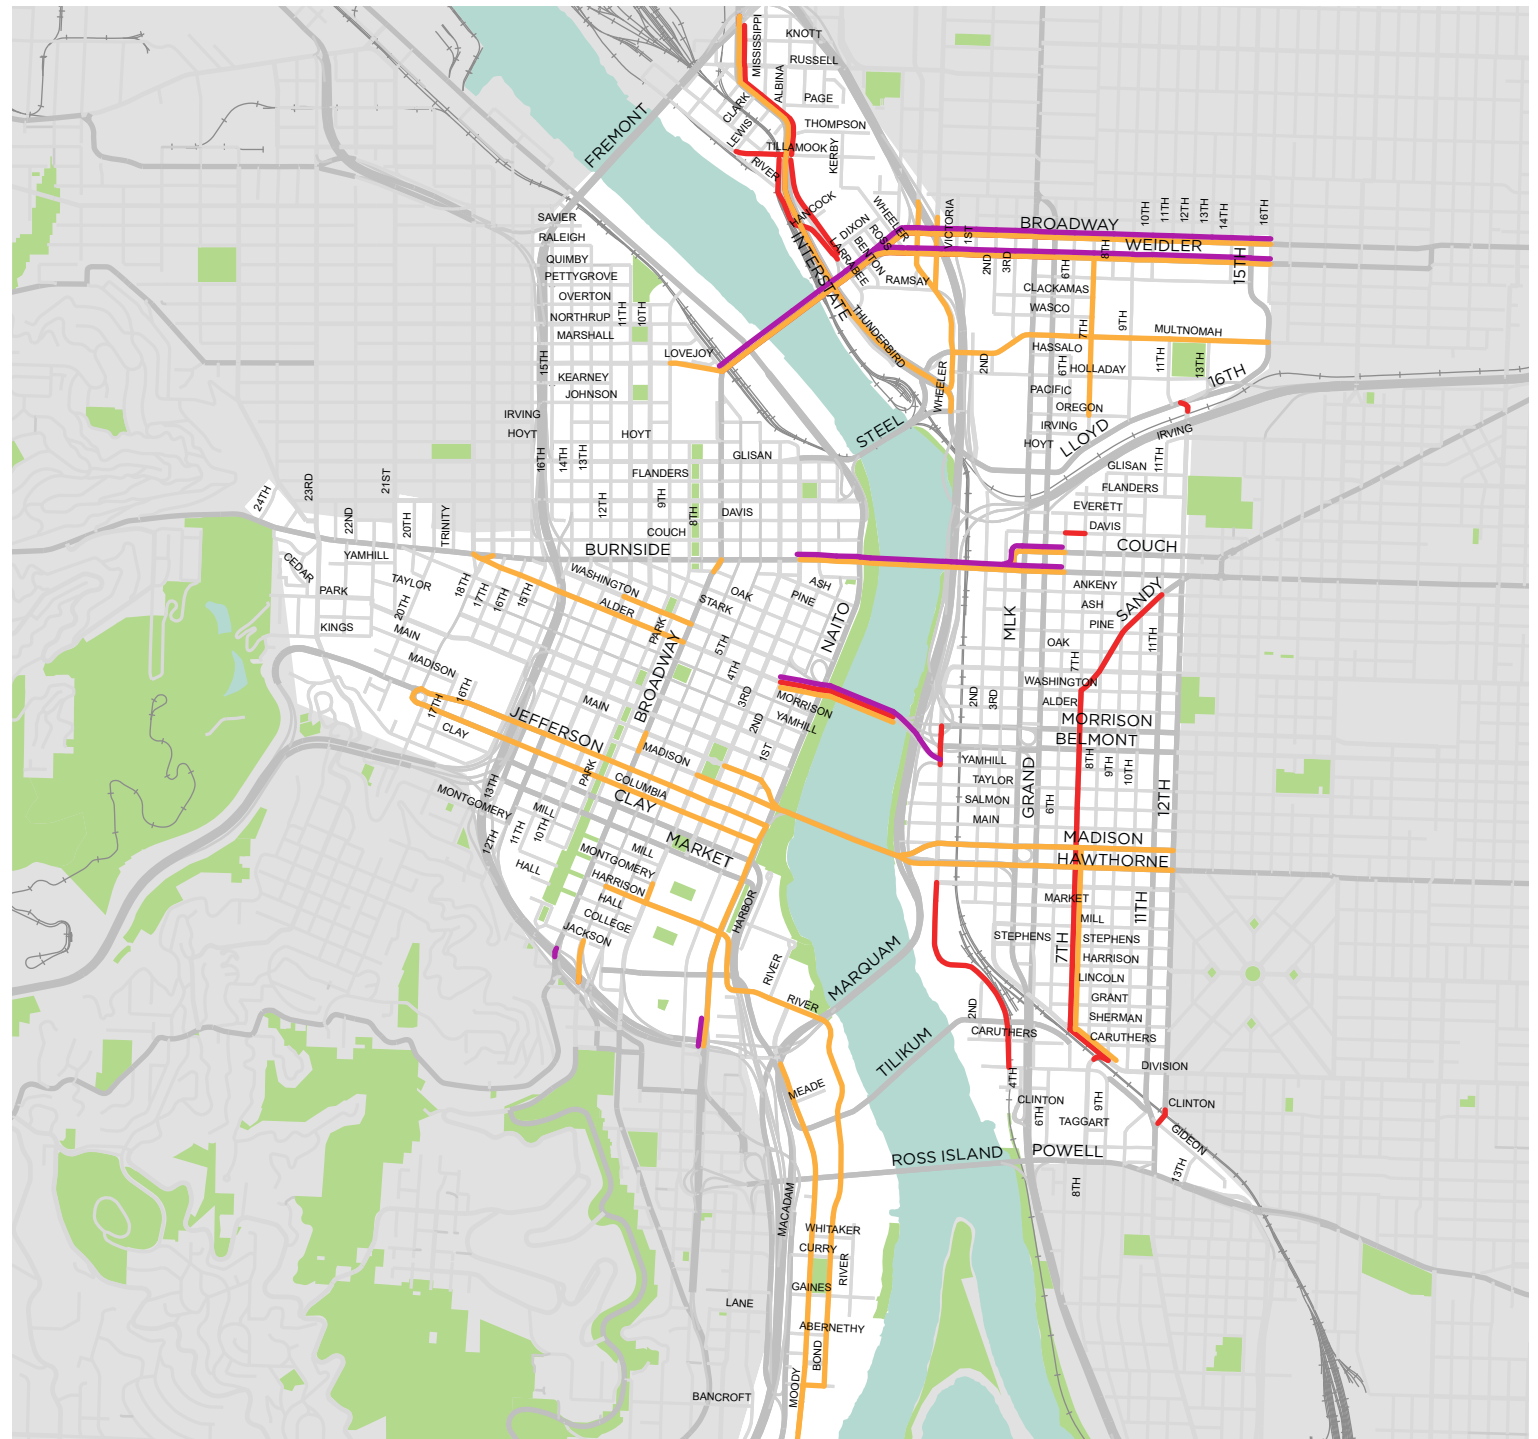 MISSISSIPPI
KNOTT
RUSSELL
ALBINA
PAGE
CLARK
THOMPSON
LEWIS
TILLAMOOK
KERBY
RIVER
FREMONT
HANCOCK
WHEELER
DIXON
ROSS
BENTON
LARRABEE
INTERSTATE
RAMSAY
THUNDERBIRD
WHEELER
VICTORIA
1ST
BROADWAY
WEIDLER
10TH
11TH
12TH
13TH
14TH
16TH
2ND
3RD
6TH
8TH
15TH
CLACKAMAS
WASCO
7TH
9TH
MULTNOMAH
HASSALO
2ND
6TH
HOLLADAY
11TH
13TH
16TH
PACIFIC
OREGON
IRVING
HOYT
LLOYD
IRVING
11TH
GLISAN
FLANDERS
EVERETT
DAVIS
COUCH
SAVIER
RALEIGH
QUIMBY
PETTYGROVE
OVERTON
NORTHRUP
MARSHALL
11TH
10TH
15TH
LOVEJOY
KEARNEY
JOHNSON
IRVING
HOYT
HOYT
16TH
14TH
13TH
GLISAN
STEEL
FLANDERS
12TH
9TH
8TH
DAVIS
COUCH
BURNSIDE
24TH
23RD
21ST
22ND
20TH
TRINITY
CEDAR
YAMHILL
TAYLOR
PARK
KINGS
20TH
MAIN
MADISON
18TH
17TH
16TH
15TH
WASHINGTON
ALDER
PARK
STARK
OAK
ASH
PINE
NAITO
BROADWAY
5TH
4TH
3RD
2ND
1ST
MORRISON
YAMHILL
17TH
16TH
CLAY
JEFFERSON
MAIN
MADISON
COLUMBIA
CLAY
PARK
MARKET
MONTGOMERY
13TH
12TH
11TH
10TH
MILL
MILL
MONTGOMERY
HARRISON
HALL
HALL
COLLEGE
JACKSON
HARBOR
RIVER
RIVER
MARQUAM
TILIKUM
MEADE
ROSS ISLAND
POWELL
MACADAM
WHITAKER
CURRY
RIVER
GAINES
LANE
ABERNETHY
BOND
MOODY
BANCROFT
ANKENY
ASH
SANDY
PINE
MLK
OAK
7TH
11TH
WASHINGTON
2ND
3RD
ALDER
MORRISON
BELMONT
YAMHILL
TAYLOR
SALMON
MAIN
GRAND
6TH
8TH
9TH
10TH
12TH
MADISON
HAWTHORNE
MARKET
MILL
11TH
STEPHENS
7TH
STEPHENS
HARRISON
LINCOLN
GRANT
SHERMAN
CARUTHERS
2ND
CARUTHERS
4TH
DIVISION
CLINTON
6TH
9TH
TAGGART
CLINTON
GIDEON
13TH
8TH